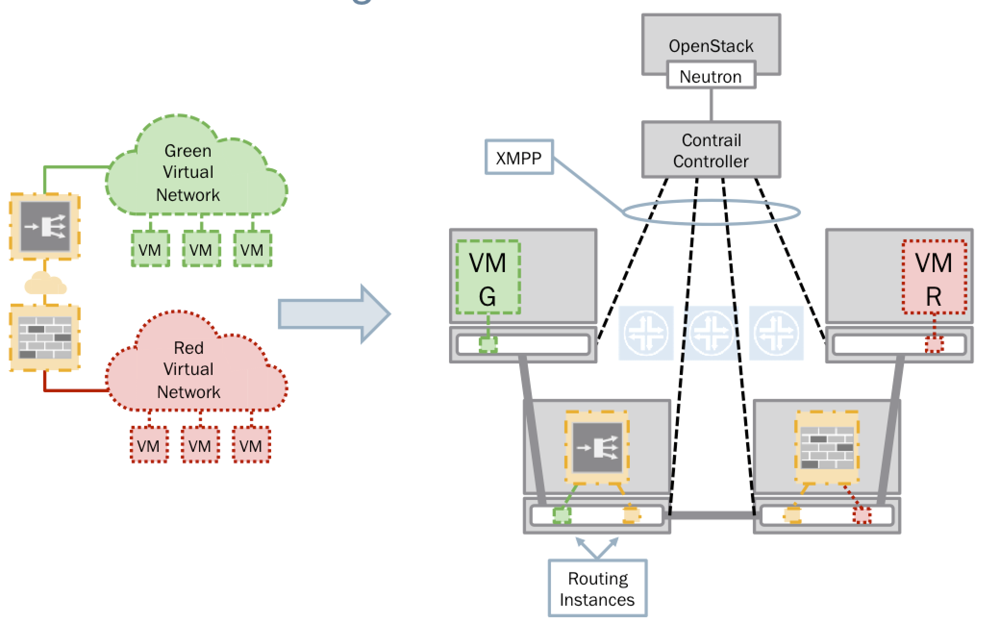 Green
Virtual
Network
VM
VM
VM
Red
Virtual
Network
VM
VM
VM
OpenStack
Neutron
Contrail
Controller
XMPP
VM
G
VM
R
Routing
Instances